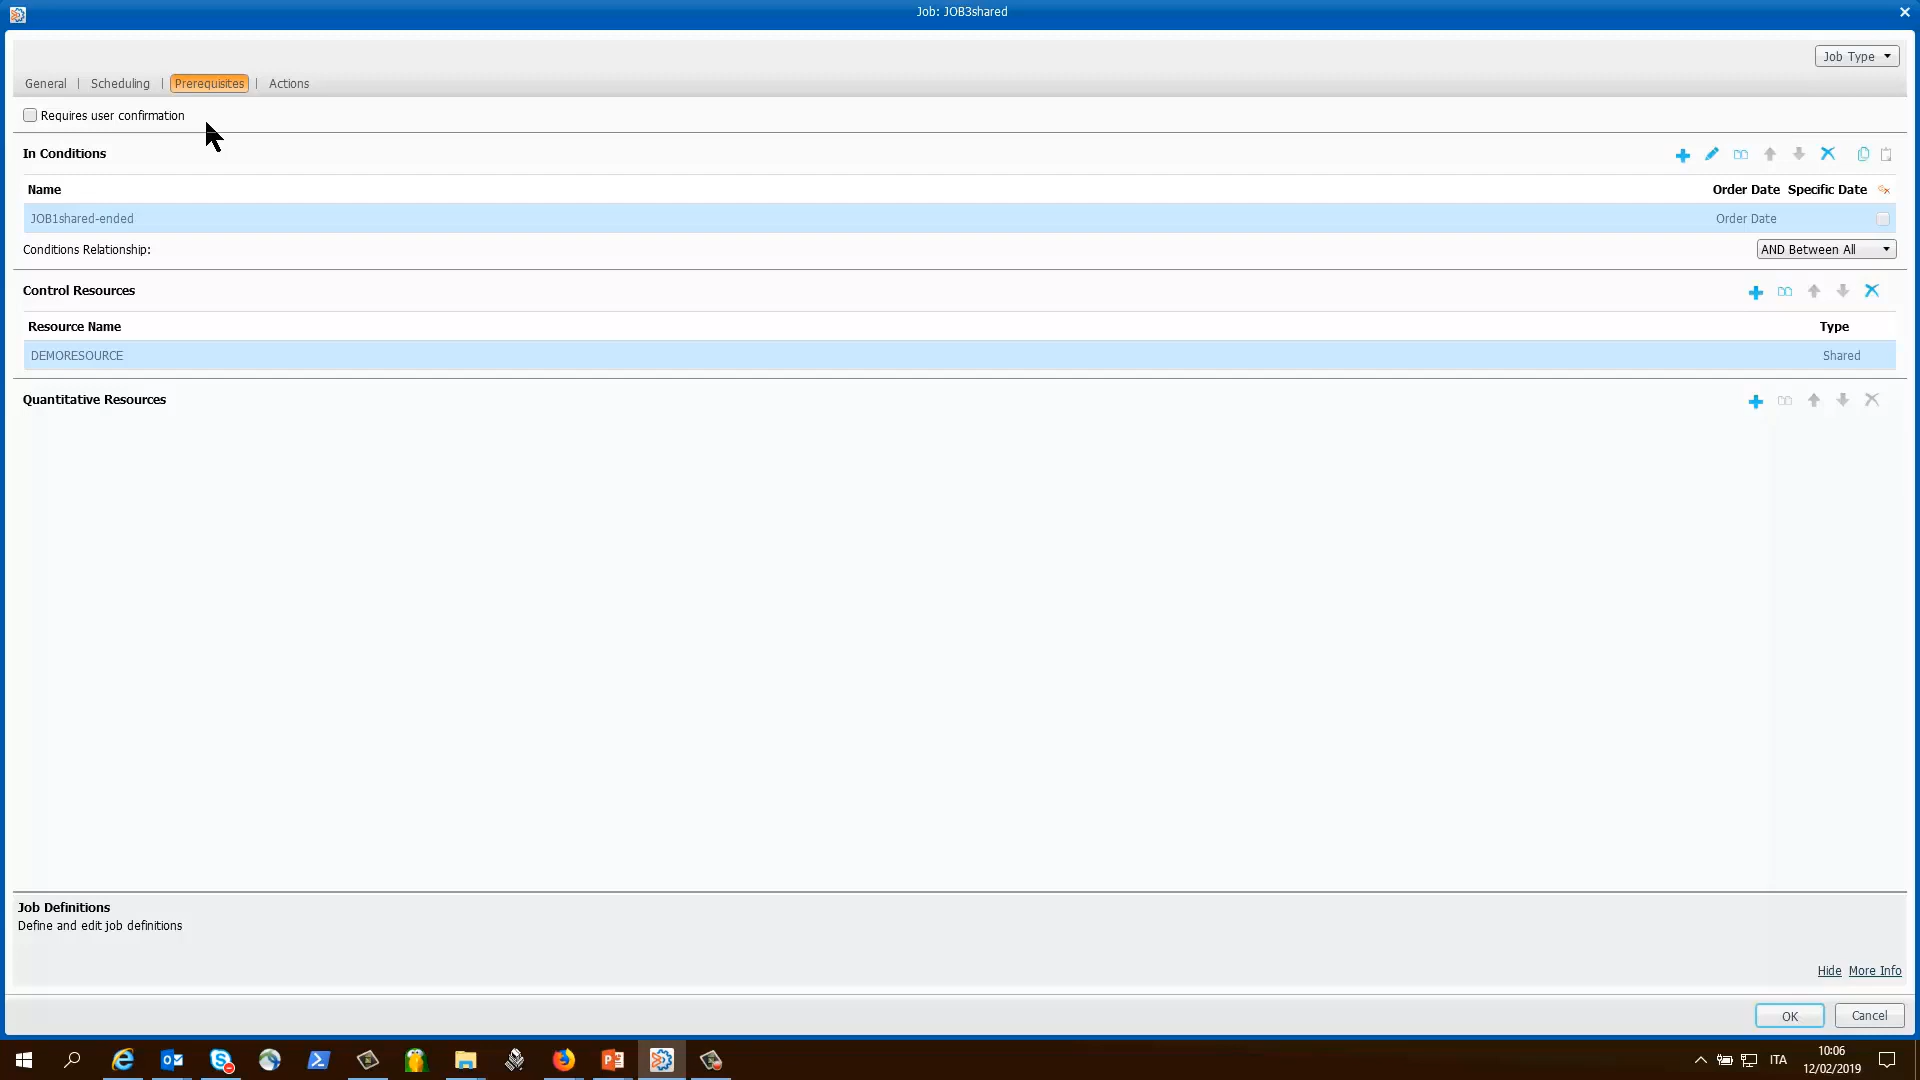 Job: JOB3shared
Job Type
General | Scheduling | Prerequisites | Actions
Requires user confirmation
In Conditions
Name Order Date Specific Date
JOB1shared-ended Order Date
Conditions Relationship: AND Between All
Control Resources
Resource Name Type
DEMORESOURCE Shared
Quantitative Resources
Job Definitions
Define and edit job definitions
Hide More Info
OK Cancel
ITA
10:06
12/02/2019